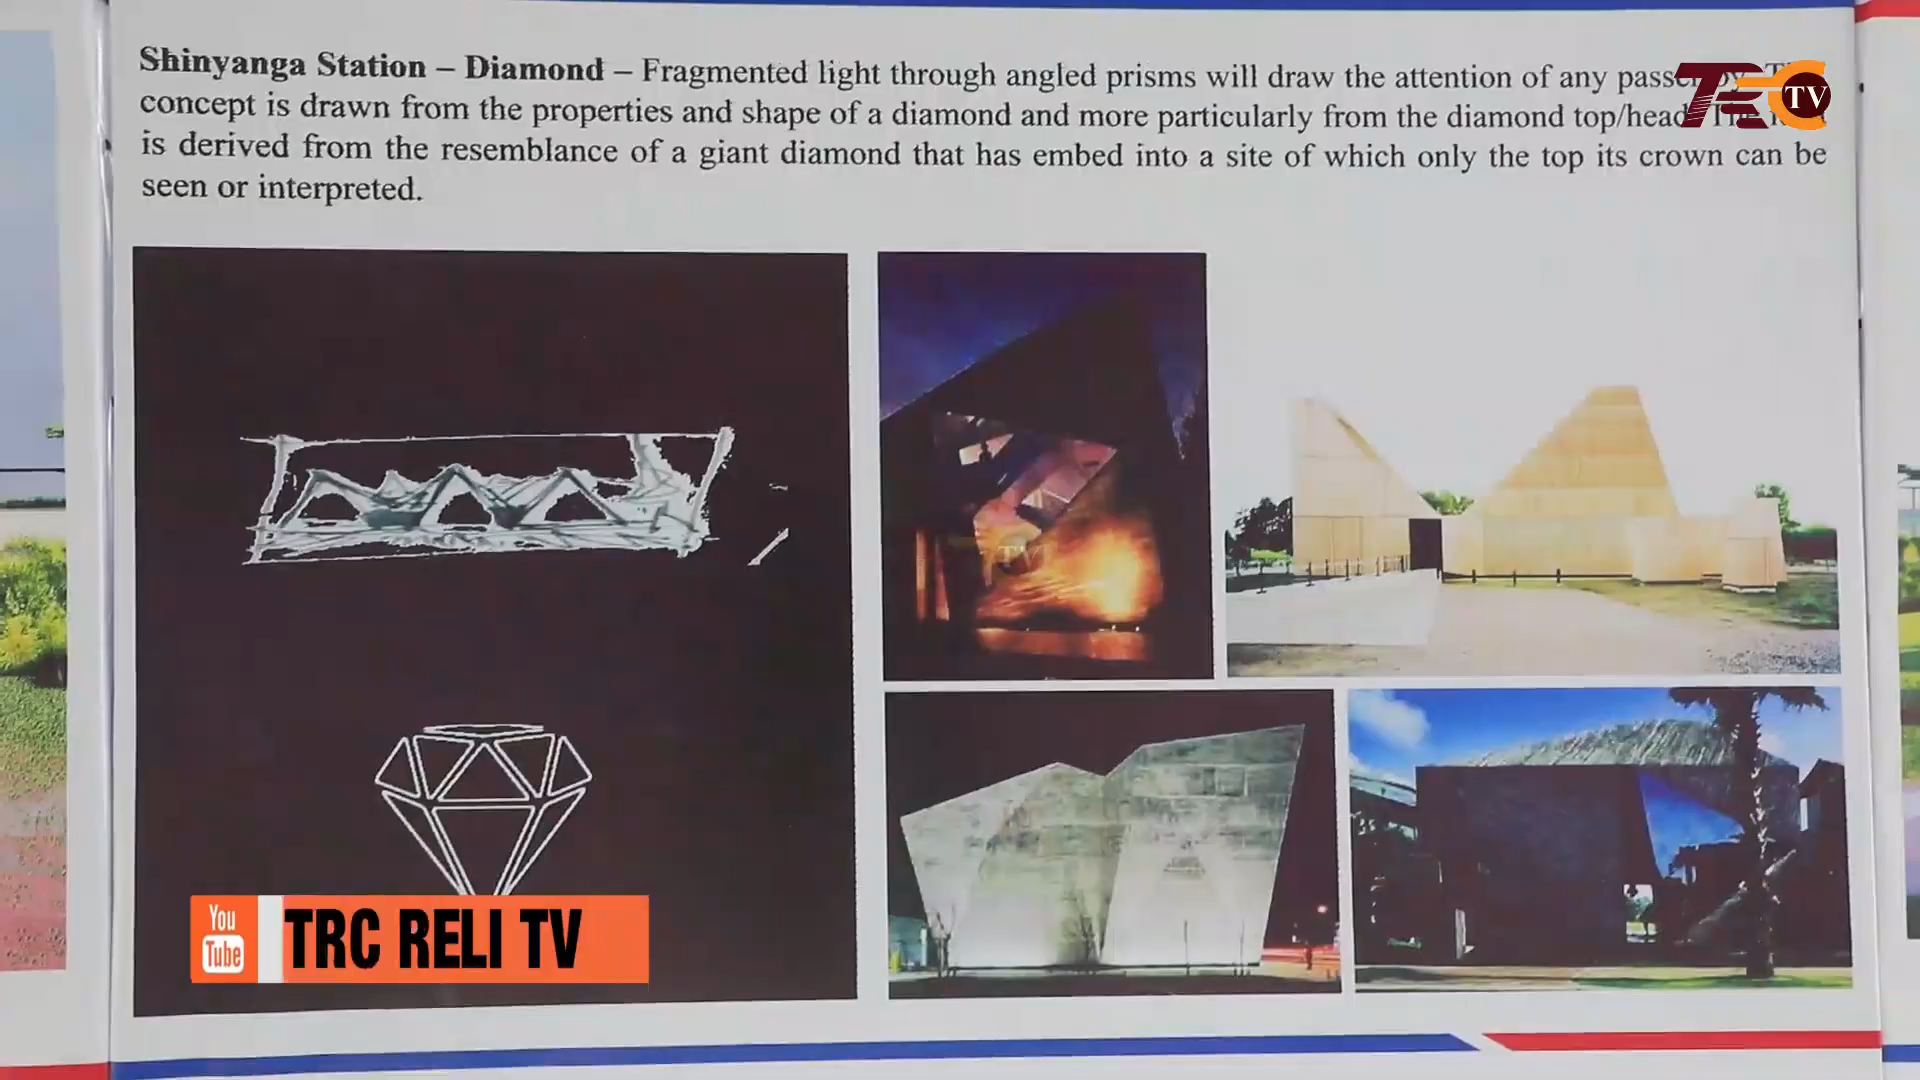 Shinyanga Station – Diamond – Fragmented light through angled prisms will draw the attention of any
concept is drawn from the properties and shape of a diamond and more particularly from the diamond top/head.
is derived from the resemblance of a giant diamond that has embed into a site of which only the top its crown can be
seen or interpreted.
TRC TV
TV
You
Tube
TRC RELI TV